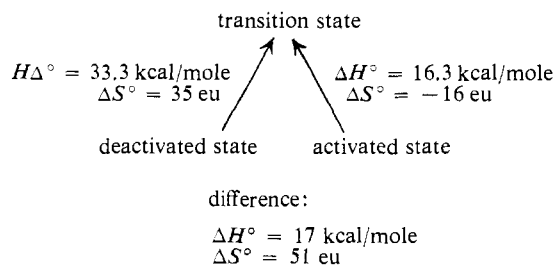 transition state
HΔ° = 33.3 kcal/mole
ΔS° = 35 eu
ΔH° = 16.3 kcal/mole
ΔS° = −16 eu
deactivated state
activated state
difference:
ΔH° = 17 kcal/mole
ΔS° = 51 eu